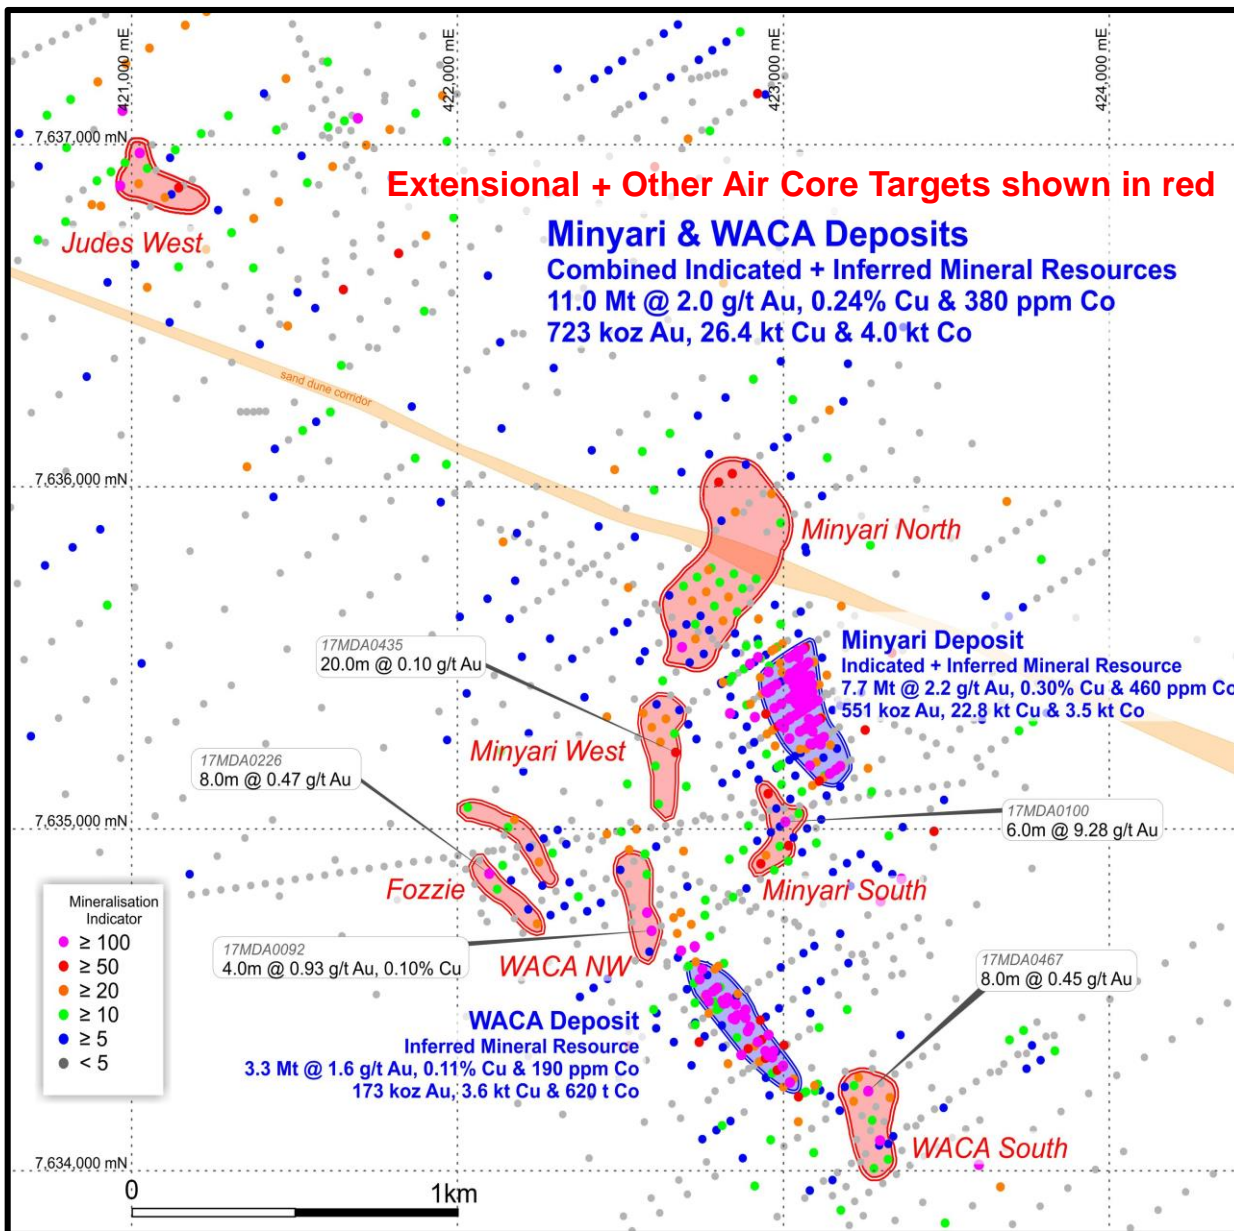 421,000 mE
422,000 mE
423,000 mE
424,000 mE
7,637,000 mN
Extensional + Other Air Core Targets shown in red
Judes West
Minyari & WACA Deposits
Combined Indicated + Inferred Mineral Resources
11.0 Mt @ 2.0 g/t Au, 0.24% Cu & 380 ppm Co
723 koz Au, 26.4 kt Cu & 4.0 kt Co
sand dune corridor
7,636,000 mN
Minyari North
17MDA0435
20.0m @ 0.10 g/t Au
Minyari Deposit
Indicated + Inferred Mineral Resource
7.7 Mt @ 2.2 g/t Au, 0.30% Cu & 460 ppm Co
551 koz Au, 22.8 kt Cu & 3.5 kt Co
Minyari West
17MDA0226
8.0m @ 0.47 g/t Au
17MDA0100
6.0m @ 9.28 g/t Au
7,635,000 mN
Fozzie
Minyari South
Mineralisation
Indicator
≥ 100
≥ 50
≥ 20
≥ 10
≥ 5
< 5
17MDA0092
4.0m @ 0.93 g/t Au, 0.10% Cu
WACA NW
17MDA0467
8.0m @ 0.45 g/t Au
WACA Deposit
Inferred Mineral Resource
3.3 Mt @ 1.6 g/t Au, 0.11% Cu & 190 ppm Co
173 koz Au, 3.6 kt Cu & 620 t Co
WACA South
7,634,000 mN
0
1km